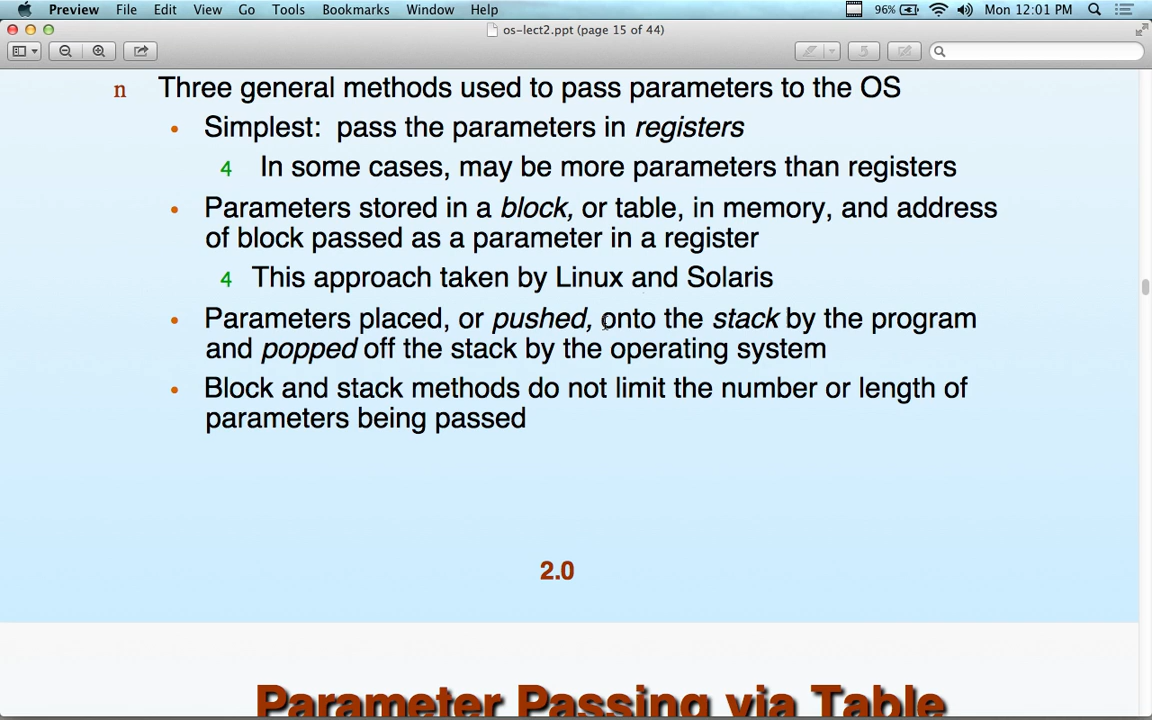 Preview File Edit View Go Tools Bookmarks Window Help 96% Mon 12:01 PM
os-lect2.ppt (page 15 of 44)
n Three general methods used to pass parameters to the OS
• Simplest: pass the parameters in registers
4 In some cases, may be more parameters than registers
• Parameters stored in a block, or table, in memory, and address
of block passed as a parameter in a register
4 This approach taken by Linux and Solaris
• Parameters placed, or pushed, onto the stack by the program
and popped off the stack by the operating system
• Block and stack methods do not limit the number or length of
parameters being passed
2.0
Parameter Passing via Table